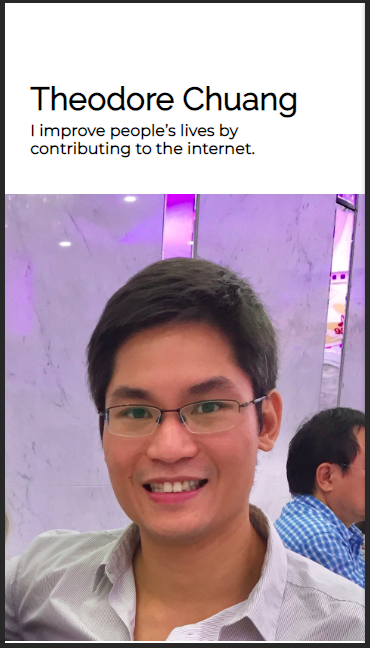 Theodore Chuang
I improve people’s lives by
contributing to the internet.